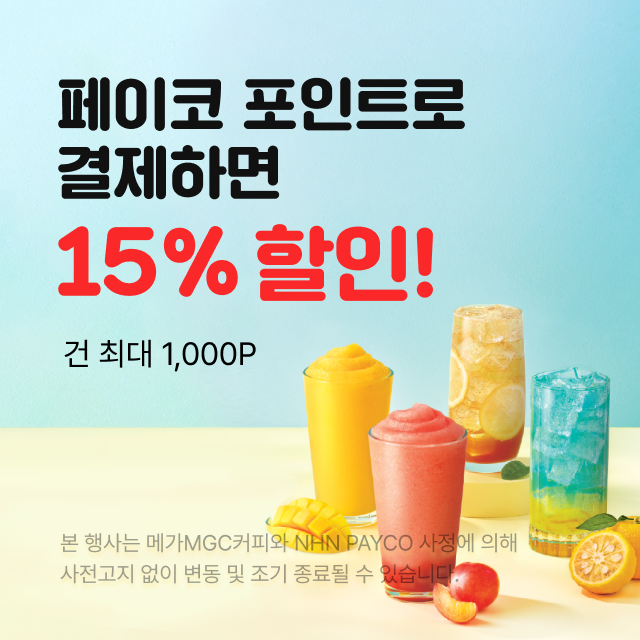 페이코 포인트로
결제하면
15% 할인!
건 최대 1,000P
본 행사는 메가MGC커피와 NHN PAYCO 사정에 의해
사전고지 없이 변동 및 조기 종료될 수 있습니다